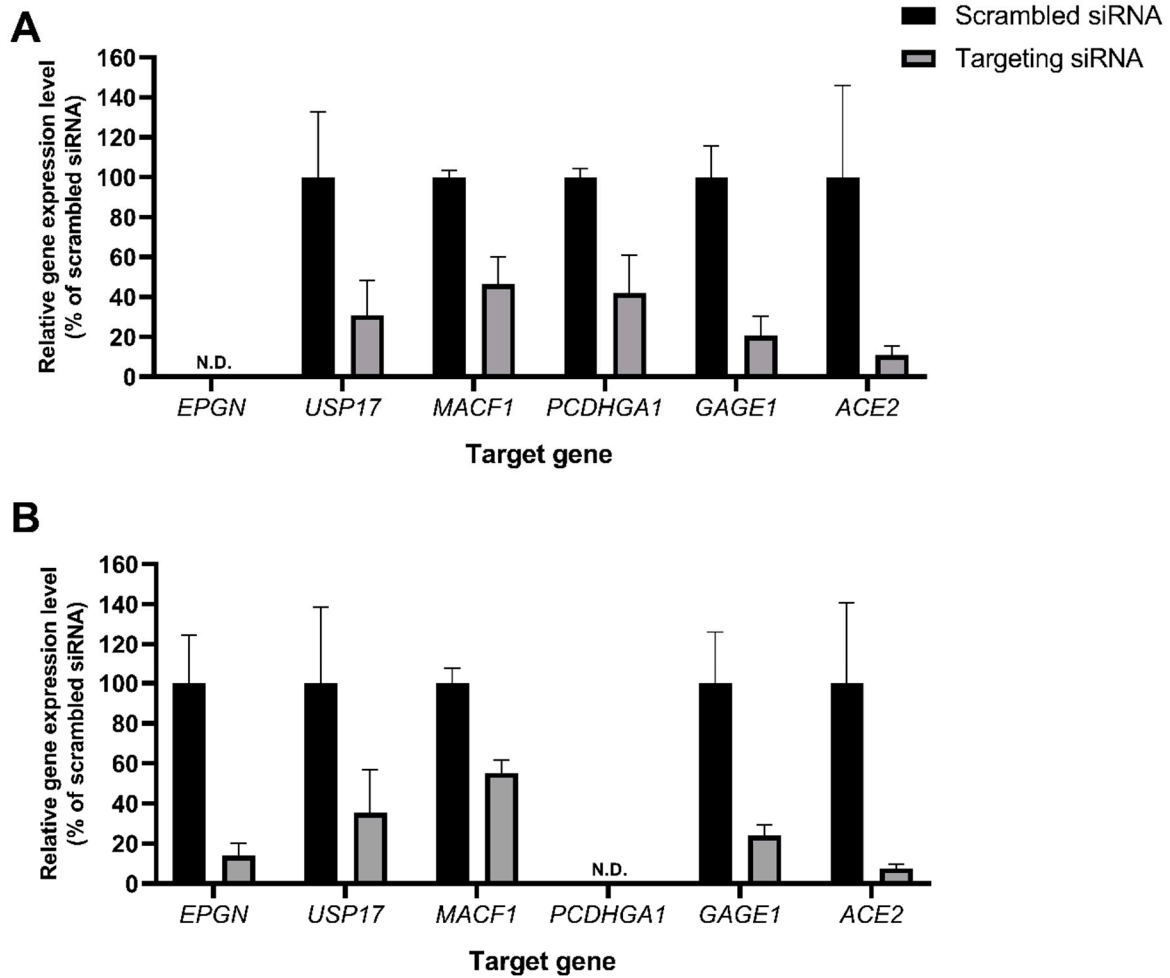 A
Scrambled siRNA
Targeting siRNA
Relative gene expression level
(% of scrambled siRNA)
160
140
120
100
80
60
40
20
0
N.D.
EPGN USP17 MACF1 PCDHGA1 GAGE1 ACE2
Target gene
B
Relative gene expression level
(% of scrambled siRNA)
160
140
120
100
80
60
40
20
0
N.D.
EPGN USP17 MACF1 PCDHGA1 GAGE1 ACE2
Target gene